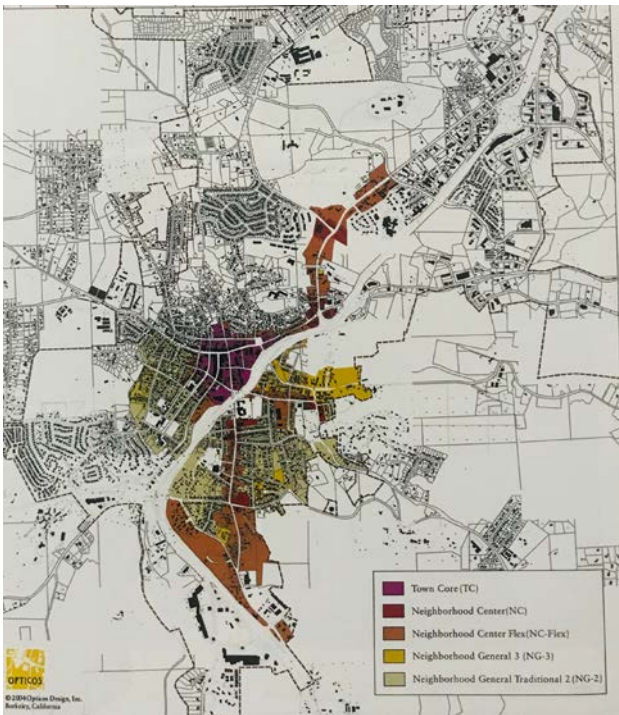 Town Core (TC)
Neighborhood Center(NC)
Neighborhood Center Flex(NC-Flex)
Neighborhood General 3 (NG-3)
Neighborhood General Traditional 2 (NG-2)
OPTICOS
©2004 Opticos Design, Inc.
Berkeley, California